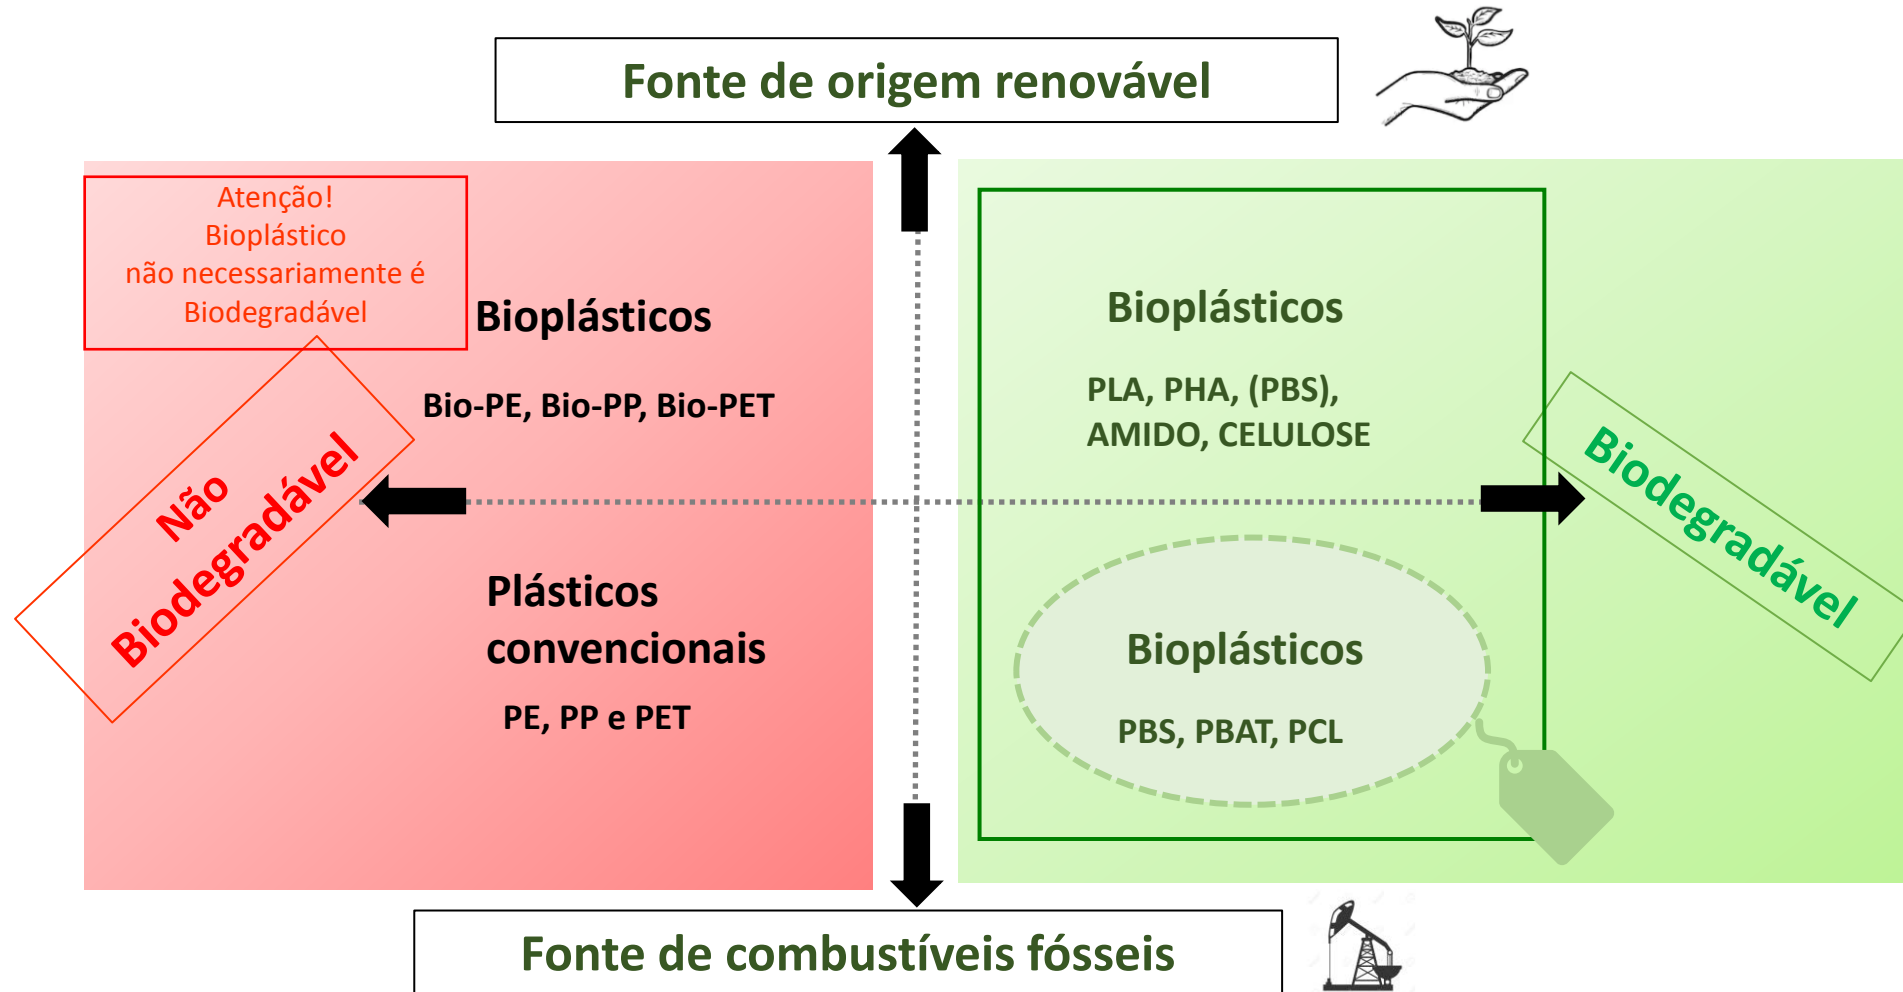 Fonte de origem renovável
Atenção!
Bioplástico
não necessariamente é
Biodegradável
Bioplásticos
Bio-PE, Bio-PP, Bio-PET
Bioplásticos
PLA, PHA, (PBS),
AMIDO, CELULOSE
Não
Biodegradável
Biodegradável
Plásticos
convencionais
PE, PP e PET
Bioplásticos
PBS, PBAT, PCL
Fonte de combustíveis fósseis